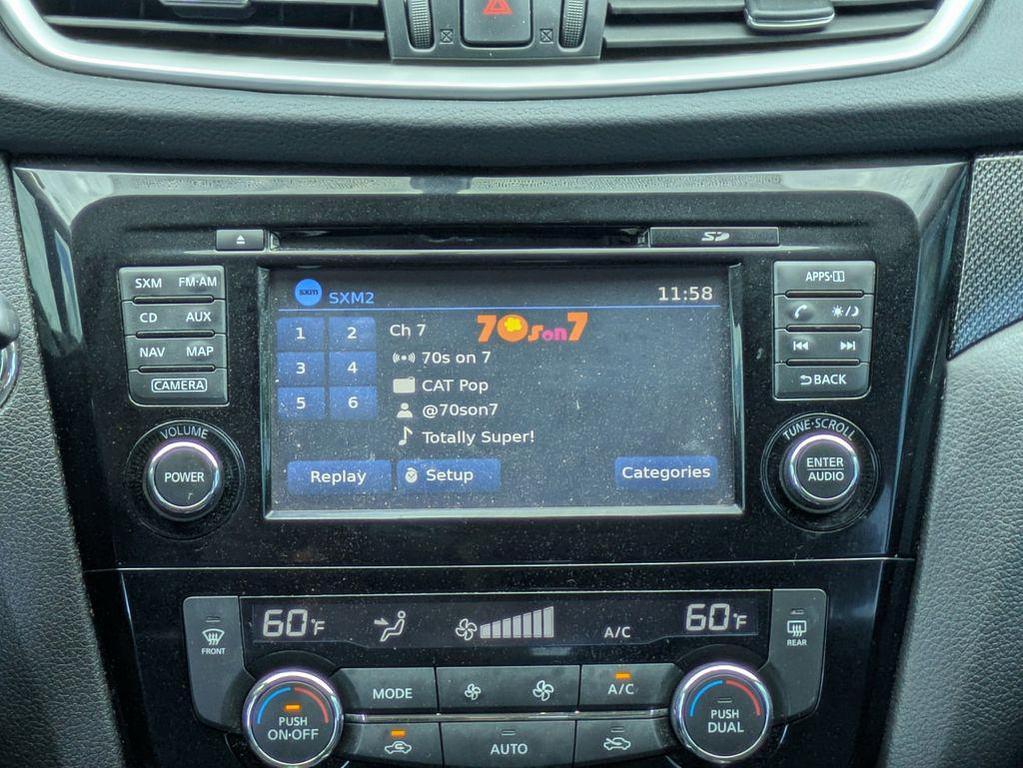 SD
SXM FM·AM
CD AUX
NAV MAP
CAMERA
VOLUME
POWER
sxm SXM2 11:58
1 2
3 4
5 6
Ch 7
70s on 7
70s on 7
CAT Pop
@70son7
Totally Super!
Replay
Setup
Categories
APPS·i
BACK
TUNE·SCROLL
ENTER
AUDIO
60°F
A/C
60°F
FRONT
REAR
PUSH
ON·OFF
MODE
A/C
AUTO
PUSH
DUAL